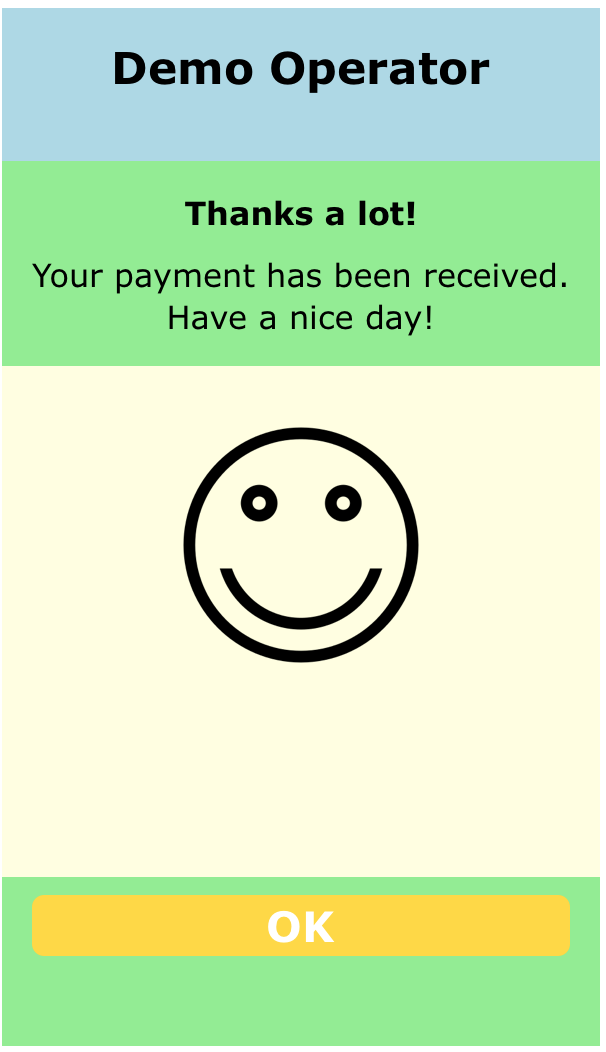 Demo Operator
Thanks a lot!
Your payment has been received.
Have a nice day!
OK